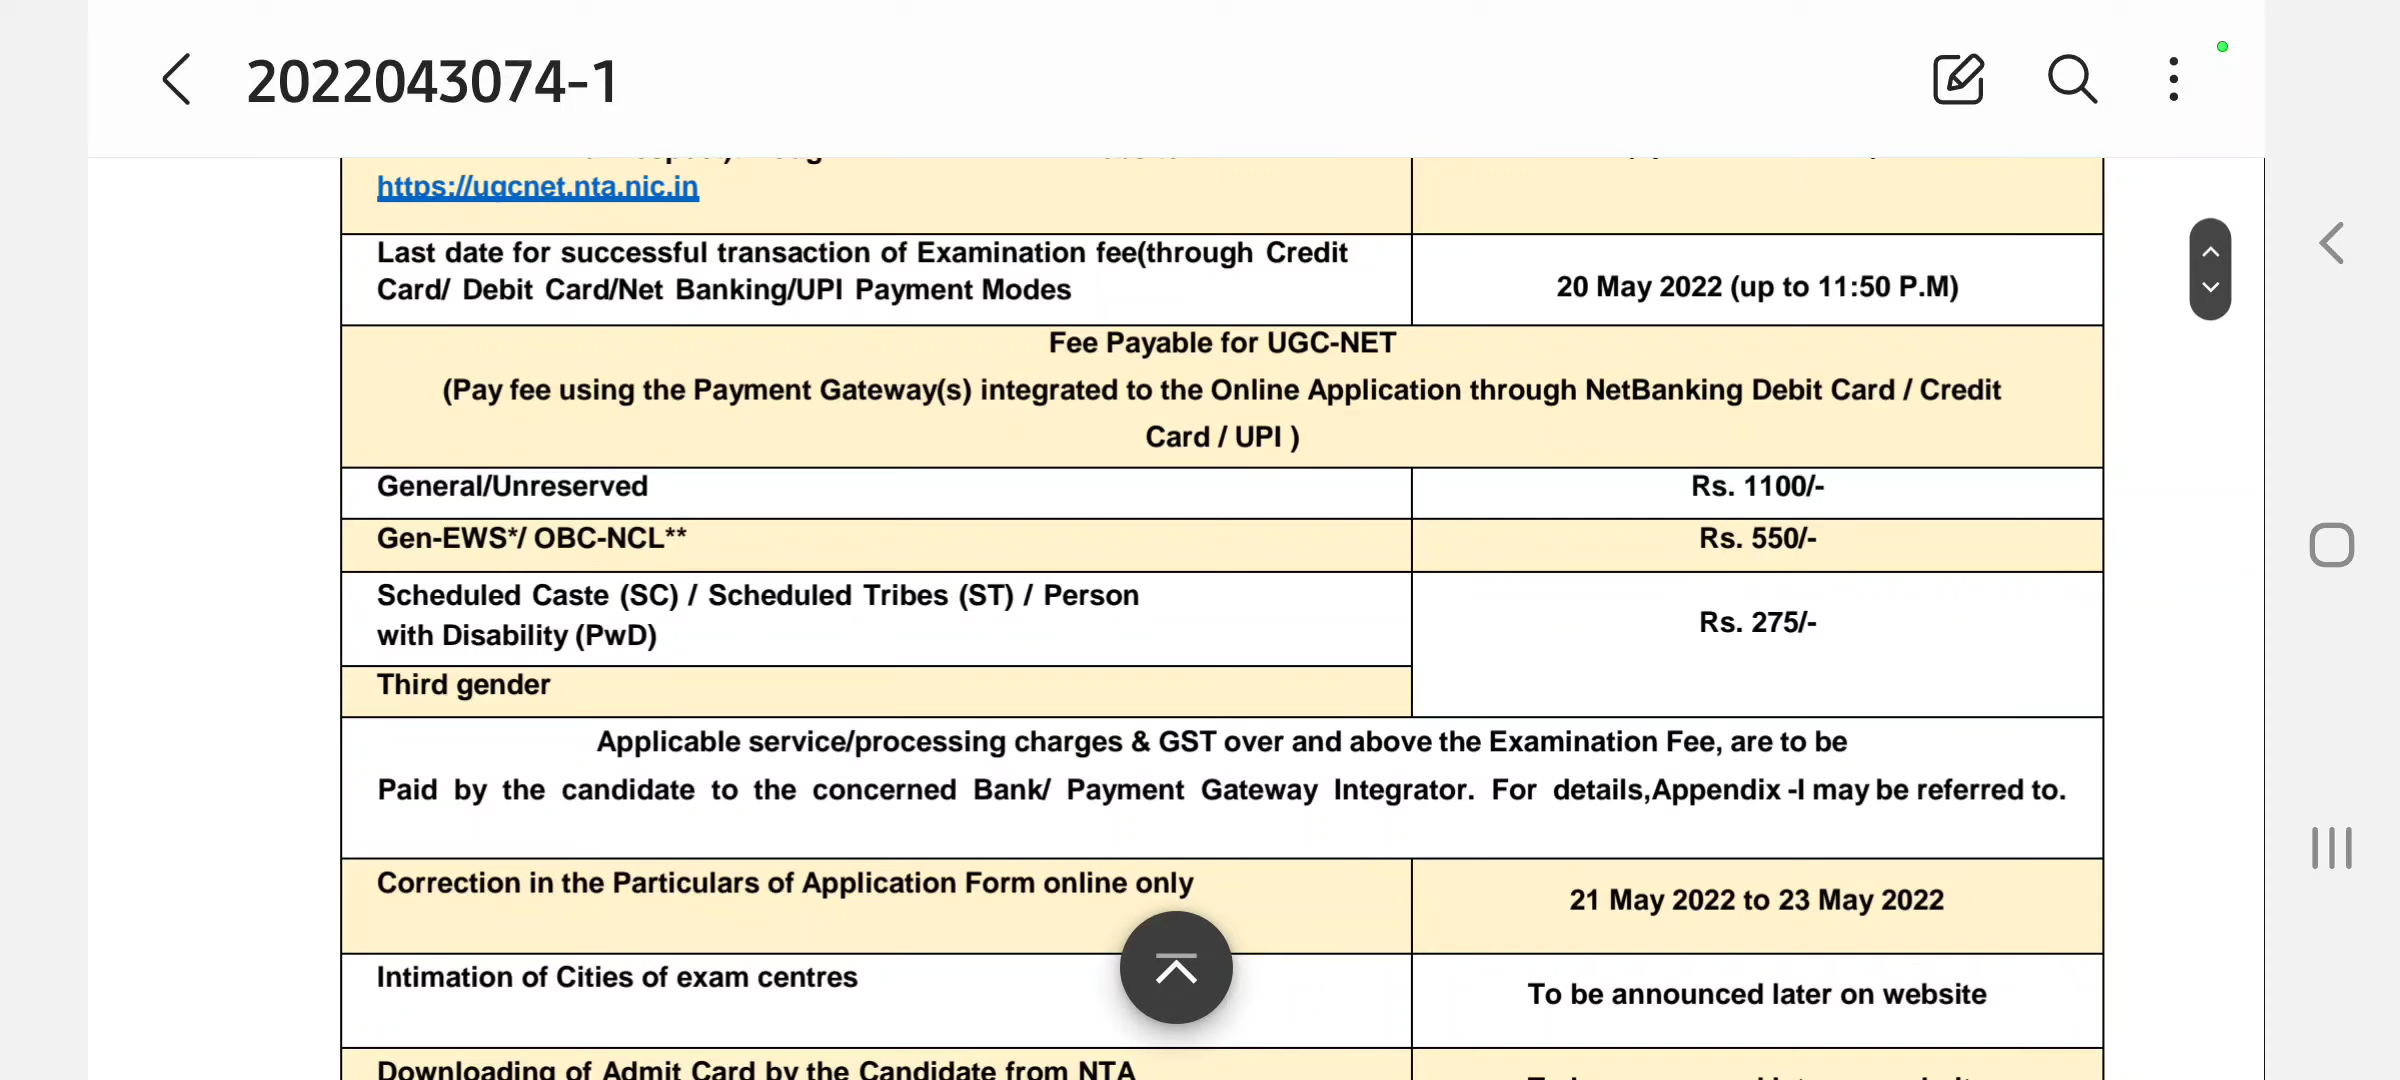 2022043074-1
https://ugcnet.nta.nic.in
Last date for successful transaction of Examination fee(through Credit
Card/ Debit Card/Net Banking/UPI Payment Modes
20 May 2022 (up to 11:50 P.M)
Fee Payable for UGC-NET
(Pay fee using the Payment Gateway(s) integrated to the Online Application through NetBanking Debit Card / Credit
Card / UPI )
General/Unreserved
Rs. 1100/-
Gen-EWS*/ OBC-NCL**
Rs. 550/-
Scheduled Caste (SC) / Scheduled Tribes (ST) / Person
with Disability (PwD)
Rs. 275/-
Third gender
Applicable service/processing charges & GST over and above the Examination Fee, are to be
Paid by the candidate to the concerned Bank/ Payment Gateway Integrator. For details,Appendix -I may be referred to.
Correction in the Particulars of Application Form online only
21 May 2022 to 23 May 2022
Intimation of Cities of exam centres
To be announced later on website
Downloading of Admit Card by the Candidate from NTA